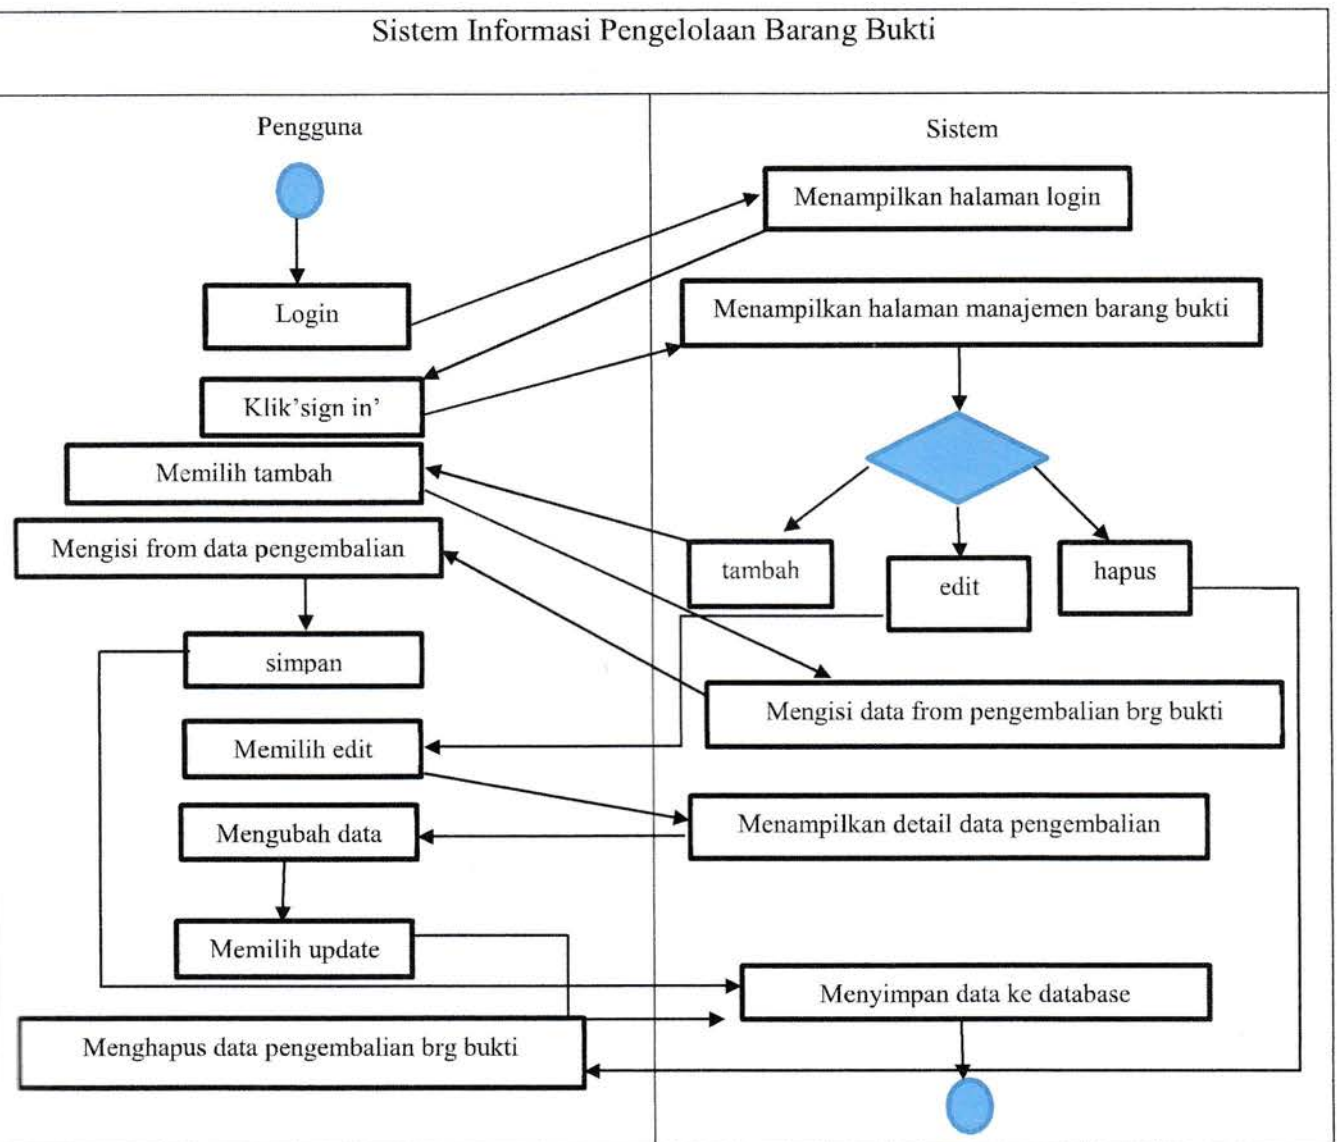 Sistem Informasi Pengelolaan Barang Bukti
Pengguna
Sistem
Menampilkan halaman login
Login
Menampilkan halaman manajemen barang bukti
Klik'sign in'
Memilih tambah
Mengisi from data pengembalian
tambah
edit
hapus
simpan
Mengisi data from pengembalian brg bukti
Memilih edit
Menampilkan detail data pengembalian
Mengubah data
Memilih update
Menyimpan data ke database
Menghapus data pengembalian brg bukti